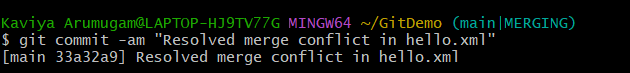 Kaviya Arumugam@LAPTOP-HJ9TV77G MINGW64 ~/GitDemo (main|MERGING)
$ git commit -am "Resolved merge conflict in hello.xml"
[main 33a32a9] Resolved merge conflict in hello.xml